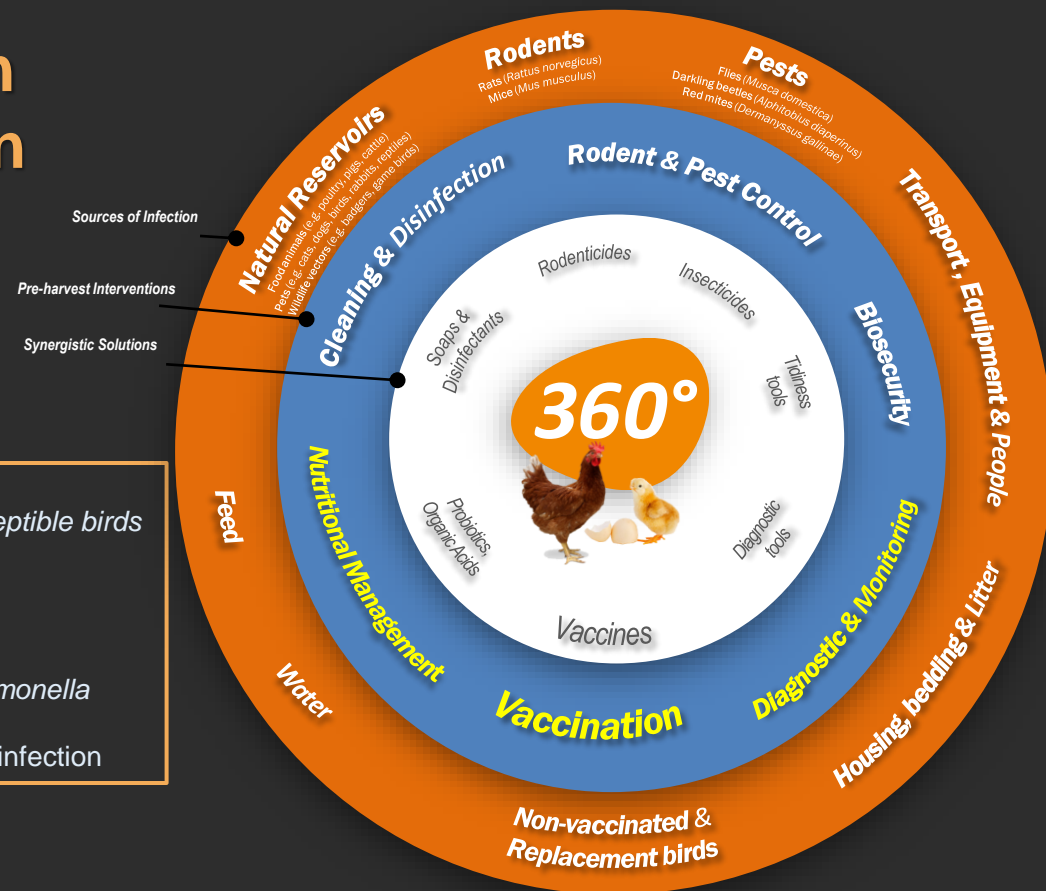 n
n
Sources of Infection
Pre-harvest Interventions
Synergistic Solutions
eptible birds
monella
infection
Natural Reservoirs
Food animals (e.g. poultry, pigs, cattle)
Pets (e.g. cats, dogs, birds, rabbits, reptiles)
Wildlife vectors (e.g. badgers, game birds)
Rodents
Rats (Rattus norvegicus)
Mice (Mus musculus)
Pests
Flies (Musca domestica)
Darkling beetles (Alphitobius diaperinus)
Red mites (Dermanyssus gallinae)
Transport , Equipment & People
Housing, bedding & Litter
Non-vaccinated &
Replacement birds
Water
Feed
Cleaning & Disinfection
Rodent & Pest Control
Biosecurity
Diagnostic & Monitoring
Vaccination
Nutritional Management
Soaps &
Disinfectants
Rodenticides
Insecticides
Tidiness
tools
Diagnostic
tools
Vaccines
Probiotics,
Organic Acids
360°